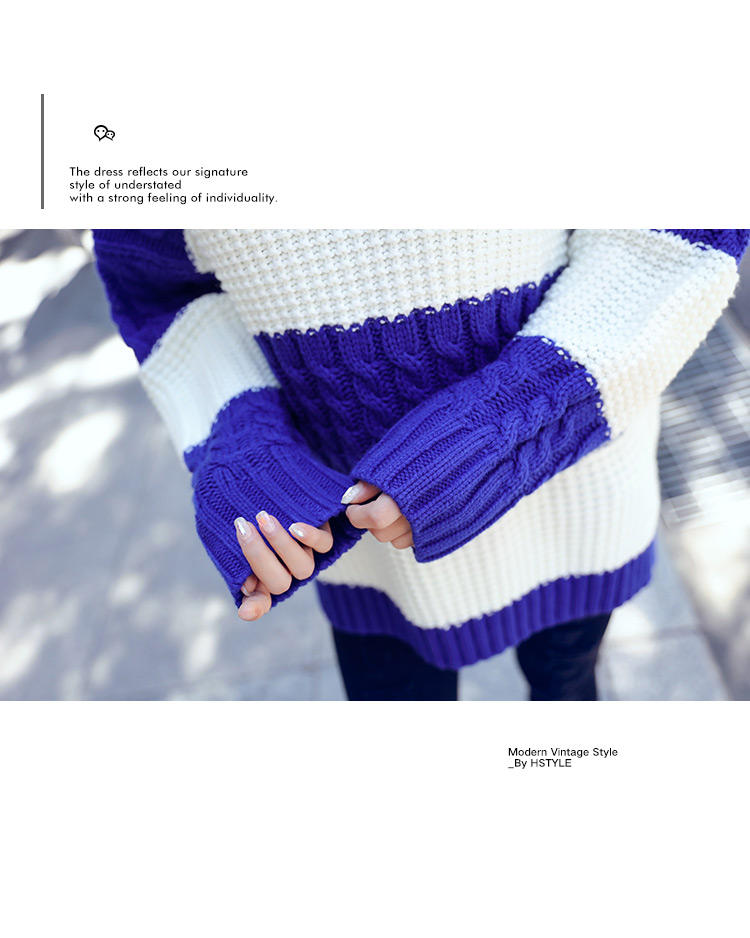 The dress reflects our signature
style of understated
with a strong feeling of individuality.
Modern Vintage Style
_By HSTYLE